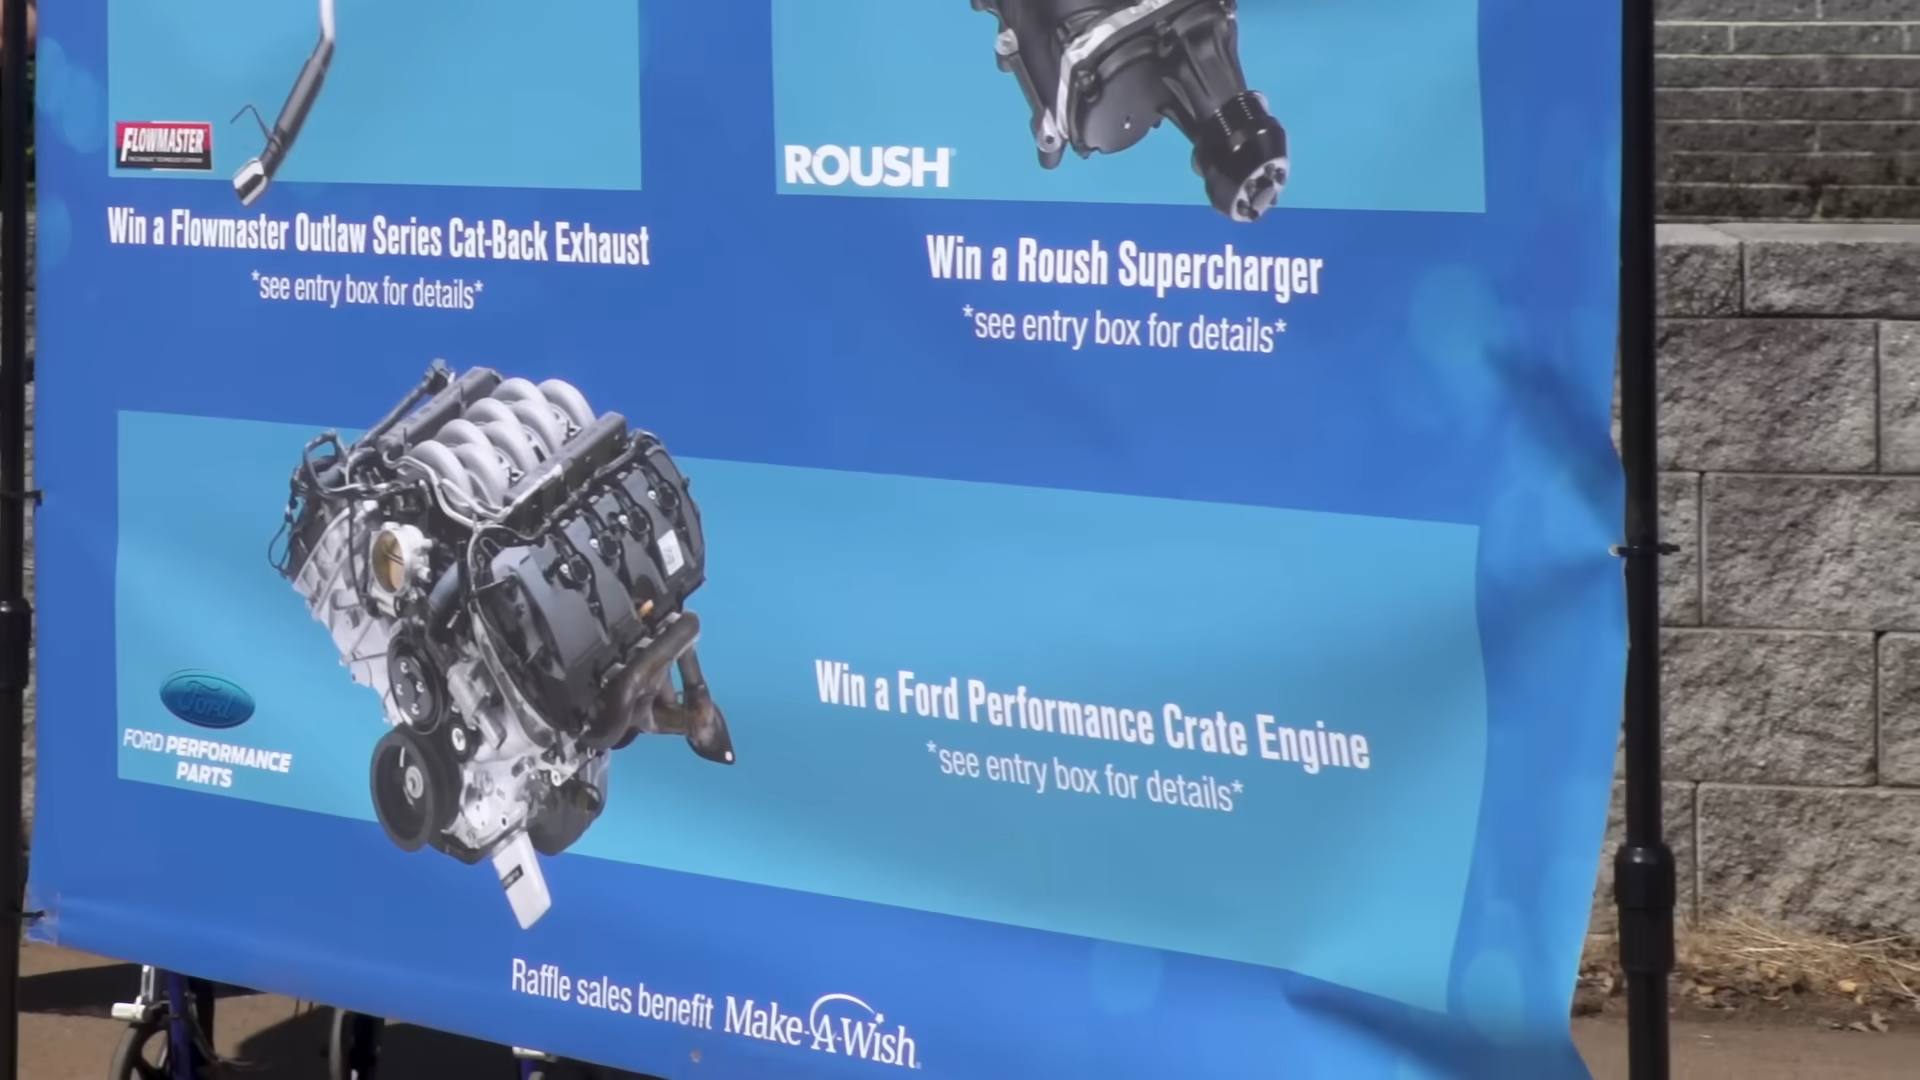 FLOWMASTER
Win a Flowmaster Outlaw Series Cat-Back Exhaust
*see entry box for details*
ROUSH
Win a Roush Supercharger
*see entry box for details*
Ford
FORD PERFORMANCE
PARTS
Win a Ford Performance Crate Engine
*see entry box for details*
Raffle sales benefit Make-A-Wish